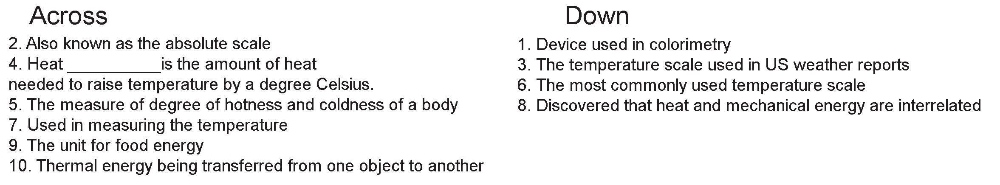 Across
2. Also known as the absolute scale
4. Heat __________is the amount of heat
needed to raise temperature by a degree Celsius.
5. The measure of degree of hotness and coldness of a body
7. Used in measuring the temperature
9. The unit for food energy
10. Thermal energy being transferred from one object to another
Down
1. Device used in colorimetry
3. The temperature scale used in US weather reports
6. The most commonly used temperature scale
8. Discovered that heat and mechanical energy are interrelated